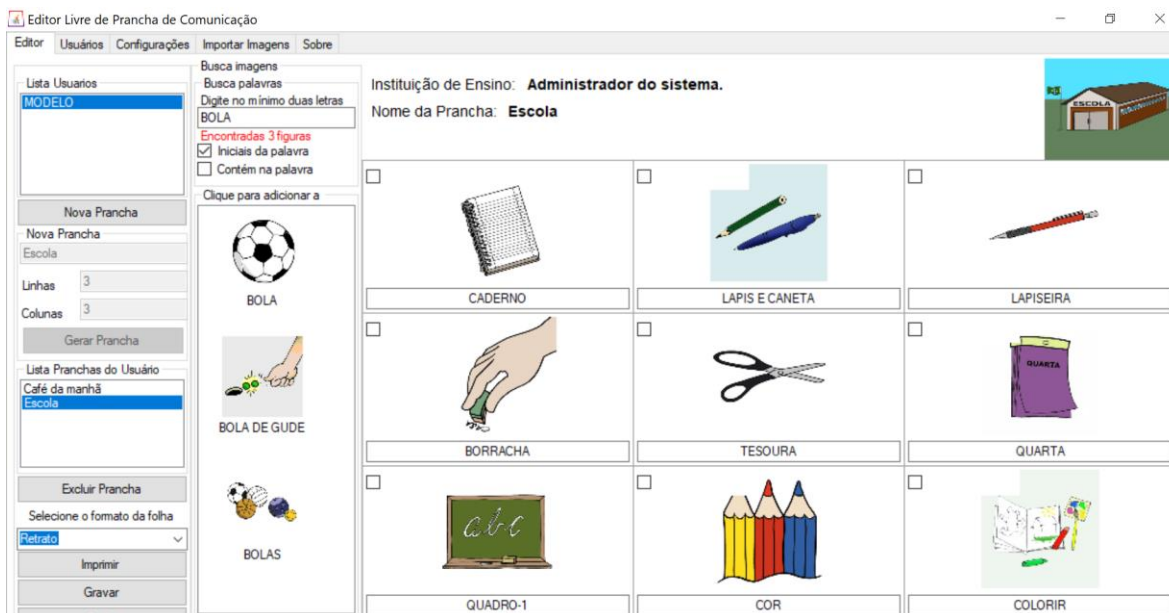 Editor Livre de Prancha de Comunicação
Editor Usuários Configurações Importar Imagens Sobre
Lista Usuarios
MODELO
Nova Prancha
Nova Prancha
Escola
Linhas 3
Colunas 3
Gerar Prancha
Lista Pranchas do Usuário
Café da manhã
Escola
Excluir Prancha
Selecione o formato da folha
Retrato
Imprimir
Gravar
Busca imagens
Busca palavras
Digite no mínimo duas letras
BOLA
Encontradas 3 figuras
Iniciais da palavra
Contém na palavra
Clique para adicionar a
BOLA
BOLA DE GUDE
BOLAS
Instituição de Ensino: Administrador do sistema.
Nome da Prancha: Escola
ESCOLA
CADERNO
LAPIS E CANETA
LAPISEIRA
BORRACHA
TESOURA
QUARTA
QUARTA
abc
QUADRO-1
COR
COLORIR